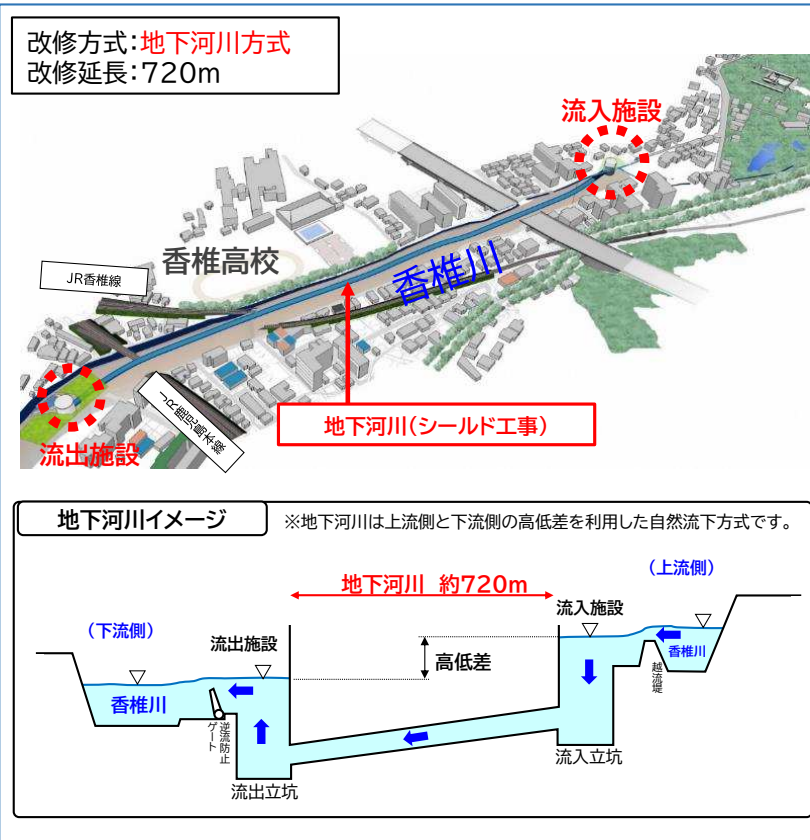 改修方式:地下河川方式
改修延長:720m
流入施設
香椎高校
香椎川
JR香椎線
JR鹿児島本線
地下河川(シールド工事)
流出施設
地下河川イメージ
※地下河川は上流側と下流側の高低差を利用した自然流下方式です。
地下河川 約720m
(上流側)
流入施設
(下流側)
流出施設
高低差
香椎川
越流堤
香椎川
逆流防止
ゲート
流入立坑
流出立坑